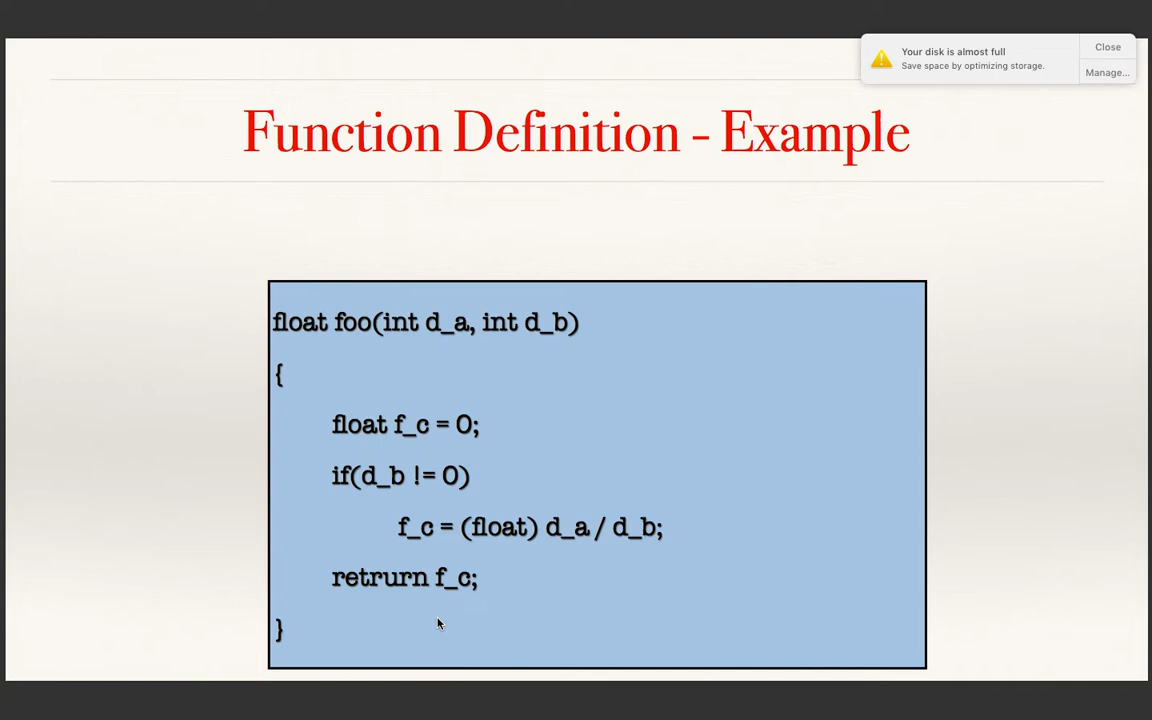 Your disk is almost full
Save space by optimizing storage.
Close
Manage...
Function Definition - Example
float foo(int d_a, int d_b)
{
float f_c = 0;
if(d_b != 0)
f_c = (float) d_a / d_b;
retrurn f_c;
}